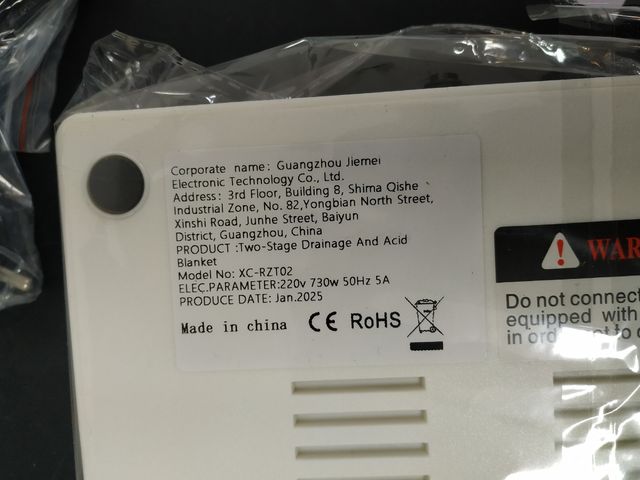 Corporate name: Guangzhou Jiemei
Electronic Technology Co., Ltd.
Address: 3rd Floor, Building 8, Shima Qishe
Industrial Zone, No. 82,Yongbian North Street,
Xinshi Road, Junhe Street, Baiyun
District, Guangzhou, China
PRODUCT :Two-Stage Drainage And Acid
Blanket
Model No: XC-RZT02
ELEC.PARAMETER:220v 730w 50Hz 5A
PRODUCE DATE: Jan.2025
Made in china CE RoHS
WAR
Do not connect
equipped with
in to